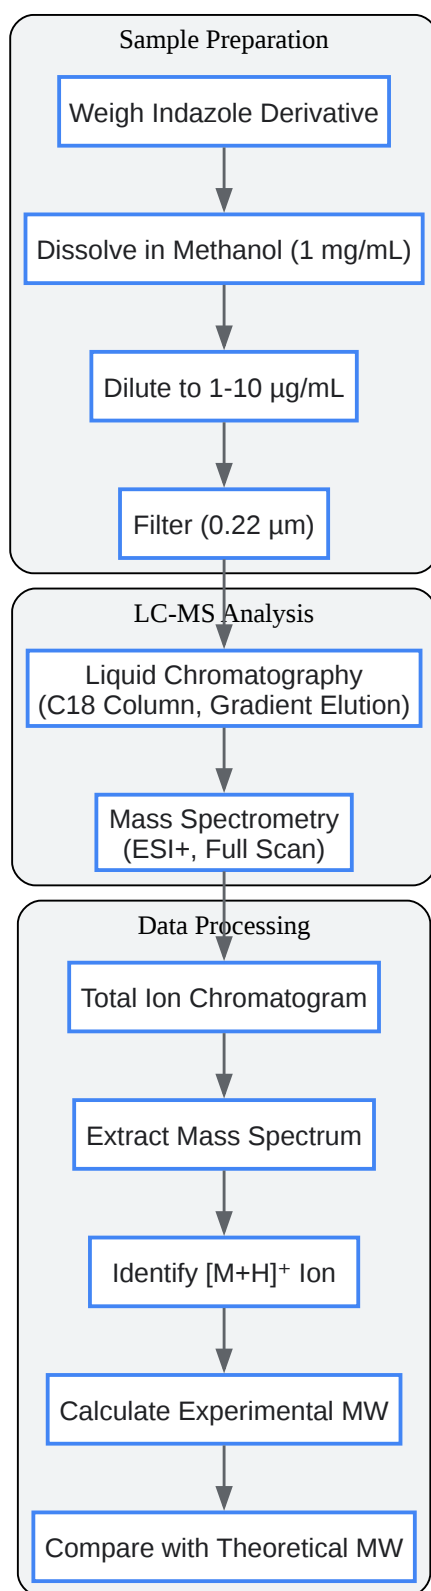 Sample Preparation
Weigh Indazole Derivative
Dissolve in Methanol (1 mg/mL)
Dilute to 1-10 µg/mL
Filter (0.22 µm)
LC-MS Analysis
Liquid Chromatography
(C18 Column, Gradient Elution)
Mass Spectrometry
(ESI+, Full Scan)
Data Processing
Total Ion Chromatogram
Extract Mass Spectrum
Identify [M+H]⁺ Ion
Calculate Experimental MW
Compare with Theoretical MW